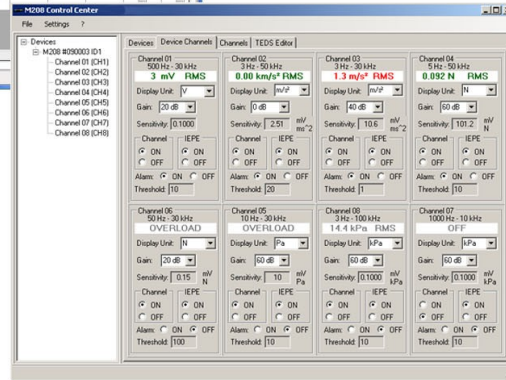 M208 Control Center
File Settings ?
Devices
M208 #090003 ID1
Channel 01 [CH1]
Channel 02 [CH2]
Channel 03 [CH3]
Channel 04 [CH4]
Channel 05 [CH5]
Channel 06 [CH6]
Channel 07 [CH7]
Channel 08 [CH8]
Devices Device Channels Channels TEDS Editor
Channel 01
500 Hz - 30 kHz
3 mV RMS
Display Unit: V
Gain: 20 dB
Sensitivity: 0.1000
Channel IEPE
ON ON
OFF OFF
Alarm: ON OFF
Threshold: 10
Channel 02
3 Hz - 50 kHz
0.00 km/s² RMS
Display Unit: m/s²
Gain: 0 dB
Sensitivity: 2.51 mV
ms^2
Channel IEPE
ON ON
OFF OFF
Alarm: ON OFF
Threshold: 20
Channel 03
3 Hz - 30 kHz
1.3 m/s² RMS
Display Unit: m/s²
Gain: 40 dB
Sensitivity: 10.6 mV
ms^2
Channel IEPE
ON ON
OFF OFF
Alarm: ON OFF
Threshold: 1
Channel 04
5 Hz - 50 kHz
0.092 N RMS
Display Unit: N
Gain: 60 dB
Sensitivity: 101.2 mV
N
Channel IEPE
ON ON
OFF OFF
Alarm: ON OFF
Threshold: 10
Channel 06
50 Hz - 30 kHz
OVERLOAD
Display Unit: N
Gain: 20 dB
Sensitivity: 0.15 mV
N
Channel IEPE
ON ON
OFF OFF
Alarm: ON OFF
Threshold: 100
Channel 05
10 Hz - 30 kHz
OVERLOAD
Display Unit: Pa
Gain: 60 dB
Sensitivity: 10 mV
Pa
Channel IEPE
ON ON
OFF OFF
Alarm: ON OFF
Threshold: 10
Channel 08
3 Hz - 100 kHz
14.4 kPa RMS
Display Unit: kPa
Gain: 60 dB
Sensitivity: 0.1000 mV
kPa
Channel IEPE
ON ON
OFF OFF
Alarm: ON OFF
Threshold: 10
Channel 07
1000 Hz - 10 kHz
OFF
Display Unit: kPa
Gain: 60 dB
Sensitivity: 0.1000 mV
kPa
Channel IEPE
ON ON
OFF OFF
Alarm: ON OFF
Threshold: 10